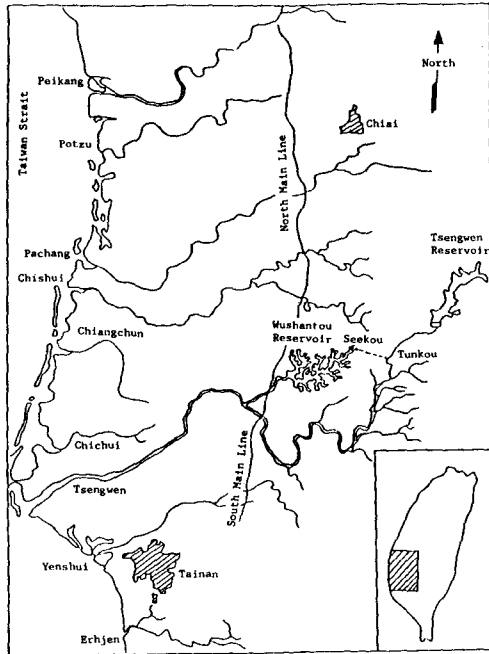 Peikang
North
Chiai
Taiwan Strait
Potzu
North Main Line
Tsengwen
Reservoir
Pachang
Chishui
Wushantou
Reservoir
Seekou
Tunkou
Chiangchun
Chichui
Tsengwen
South Main Line
Yenshui
Tainan
Erhjen